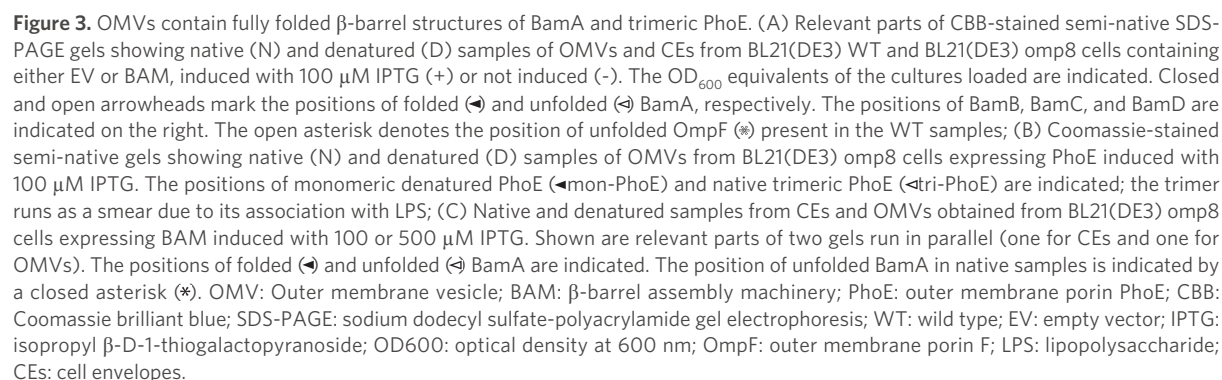 Figure 3. OMVs contain fully folded β-barrel structures of BamA and trimeric PhoE. (A) Relevant parts of CBB-stained semi-native SDS-
PAGE gels showing native (N) and denatured (D) samples of OMVs and CEs from BL21(DE3) WT and BL21(DE3) omp8 cells containing
either EV or BAM, induced with 100 μM IPTG (+) or not induced (-). The OD₆₀₀ equivalents of the cultures loaded are indicated. Closed
and open arrowheads mark the positions of folded (◄) and unfolded (⊲) BamA, respectively. The positions of BamB, BamC, and BamD are
indicated on the right. The open asterisk denotes the position of unfolded OmpF (⛯) present in the WT samples; (B) Coomassie-stained
semi-native gels showing native (N) and denatured (D) samples of OMVs from BL21(DE3) omp8 cells expressing PhoE induced with
100 μM IPTG. The positions of monomeric denatured PhoE (◄mon-PhoE) and native trimeric PhoE (⊲tri-PhoE) are indicated; the trimer
runs as a smear due to its association with LPS; (C) Native and denatured samples from CEs and OMVs obtained from BL21(DE3) omp8
cells expressing BAM induced with 100 or 500 μM IPTG. Shown are relevant parts of two gels run in parallel (one for CEs and one for
OMVs). The positions of folded (◄) and unfolded (⊲) BamA are indicated. The position of unfolded BamA in native samples is indicated by
a closed asterisk (*). OMV: Outer membrane vesicle; BAM: β-barrel assembly machinery; PhoE: outer membrane porin PhoE; CBB:
Coomassie brilliant blue; SDS-PAGE: sodium dodecyl sulfate-polyacrylamide gel electrophoresis; WT: wild type; EV: empty vector; IPTG:
isopropyl β-D-1-thiogalactopyranoside; OD600: optical density at 600 nm; OmpF: outer membrane porin F; LPS: lipopolysaccharide;
CEs: cell envelopes.